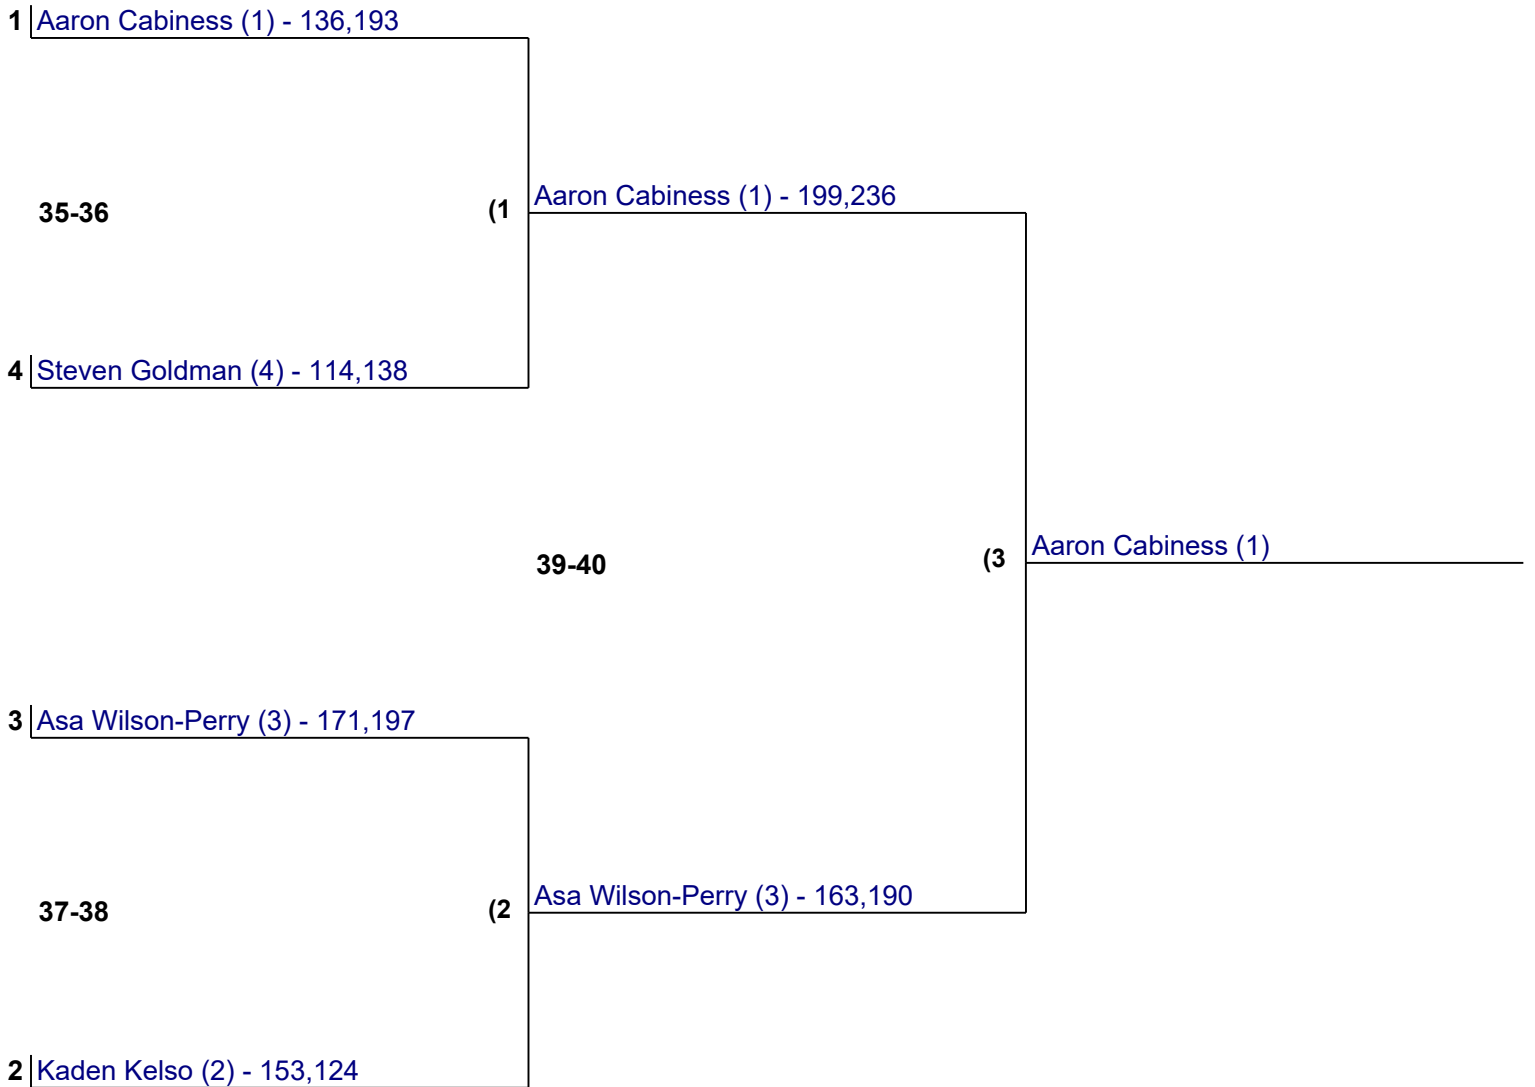 1 Aaron Cabiness (1) - 136,193
35-36
(1
Aaron Cabiness (1) - 199,236
4 Steven Goldman (4) - 114,138
39-40
(3
Aaron Cabiness (1)
3 Asa Wilson-Perry (3) - 171,197
37-38
(2
Asa Wilson-Perry (3) - 163,190
2 Kaden Kelso (2) - 153,124